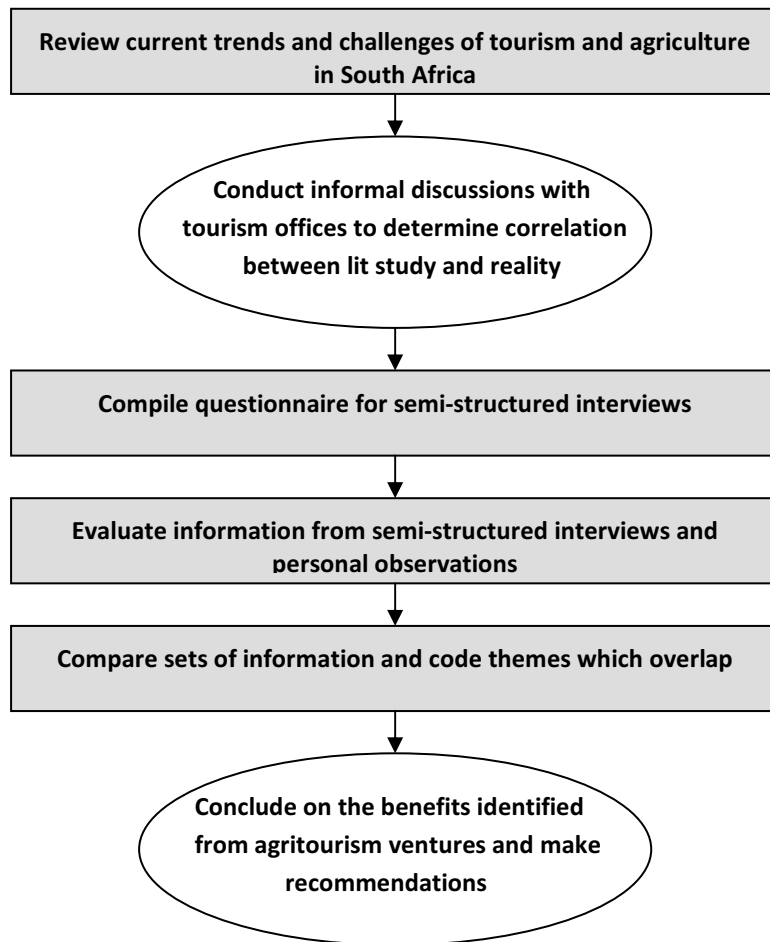 Review current trends and challenges of tourism and agriculture
in South Africa
Conduct informal discussions with
tourism offices to determine correlation
between lit study and reality
Compile questionnaire for semi-structured interviews
Evaluate information from semi-structured interviews and
personal observations
Compare sets of information and code themes which overlap
Conclude on the benefits identified
from agritourism ventures and make
recommendations